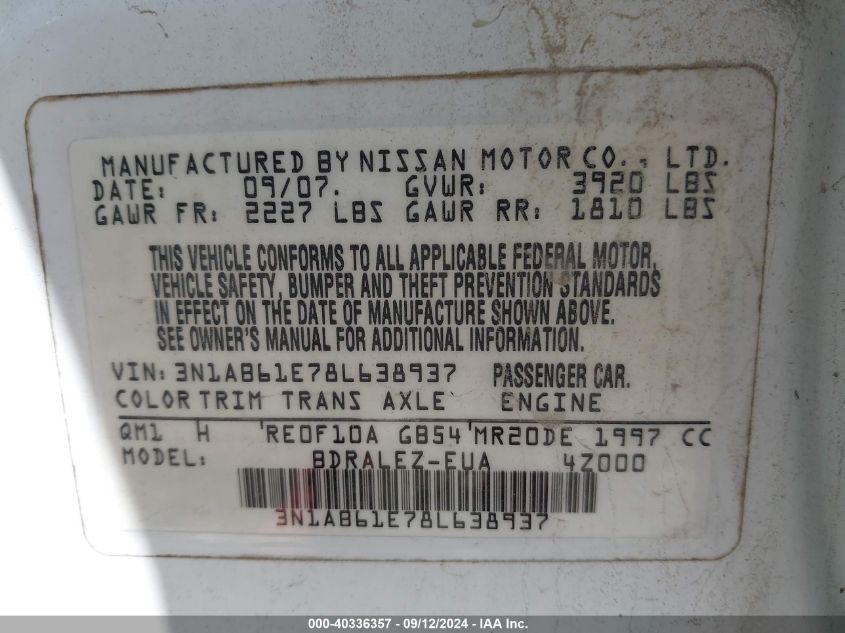 MANUFACTURED BY NISSAN MOTOR CO., LTD.
DATE: 09/07. GVWR: 3920 LBS
GAWR FR: 2227 LBS GAWR RR: 1810 LBS
THIS VEHICLE CONFORMS TO ALL APPLICABLE FEDERAL MOTOR
VEHICLE SAFETY, BUMPER AND THEFT PREVENTION STANDARDS
IN EFFECT ON THE DATE OF MANUFACTURE SHOWN ABOVE.
SEE OWNER'S MANUAL FOR ADDITIONAL INFORMATION.
VIN: 3N1AB61E78L638937 PASSENGER CAR.
COLOR TRIM TRANS AXLE ENGINE
QM1 H 'RE0F10A GB54'MR20DE 1997 CC
MODEL: BDRALEZ-EUA 4Z000
3N1AB61E78L638937
000-40336357 - 09/12/2024 - IAAI.com